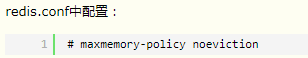 redis.conf中配置：
1 # maxmemory-policy noeviction